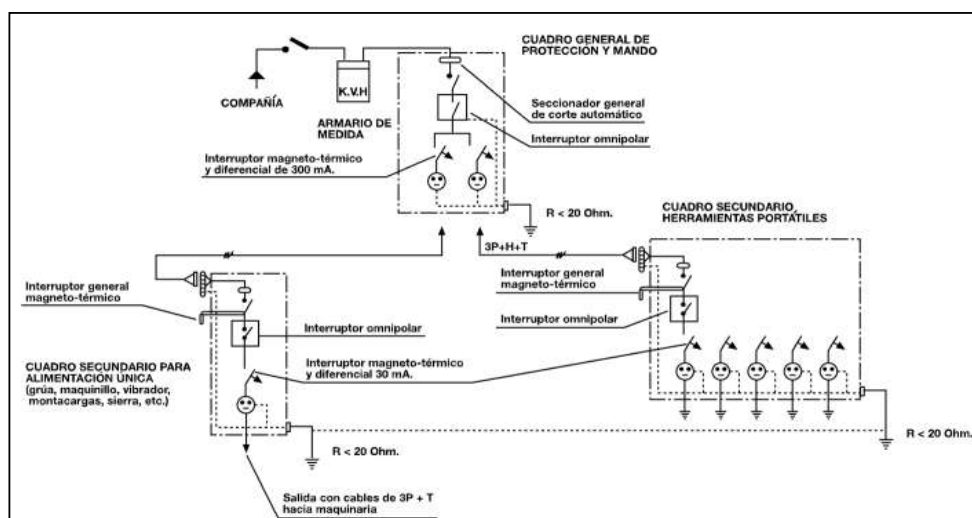 CUADRO GENERAL DE
PROTECCIÓN Y MANDO
K.V.H
COMPAÑÍA
ARMARIO DE
MEDIDA
Seccionador general
de corte automático
Interruptor omnipolar
Interruptor magneto-térmico
y diferencial de 300 mA.
R < 20 Ohm.
CUADRO SECUNDARIO,
HERRAMIENTAS PORTÁTILES
3P+H+T
Interruptor general
magneto-térmico
Interruptor general
magneto-térmico
Interruptor omnipolar
Interruptor omnipolar
CUADRO SECUNDARIO PARA
ALIMENTACIÓN ÚNICA
(grúa, maquinillo, vibrador,
montacargas, sierra, etc.)
Interruptor magneto-térmico
y diferencial 30 mA.
R < 20 Ohm.
R < 20 Ohm.
Salida con cables de 3P + T
hacia maquinaria